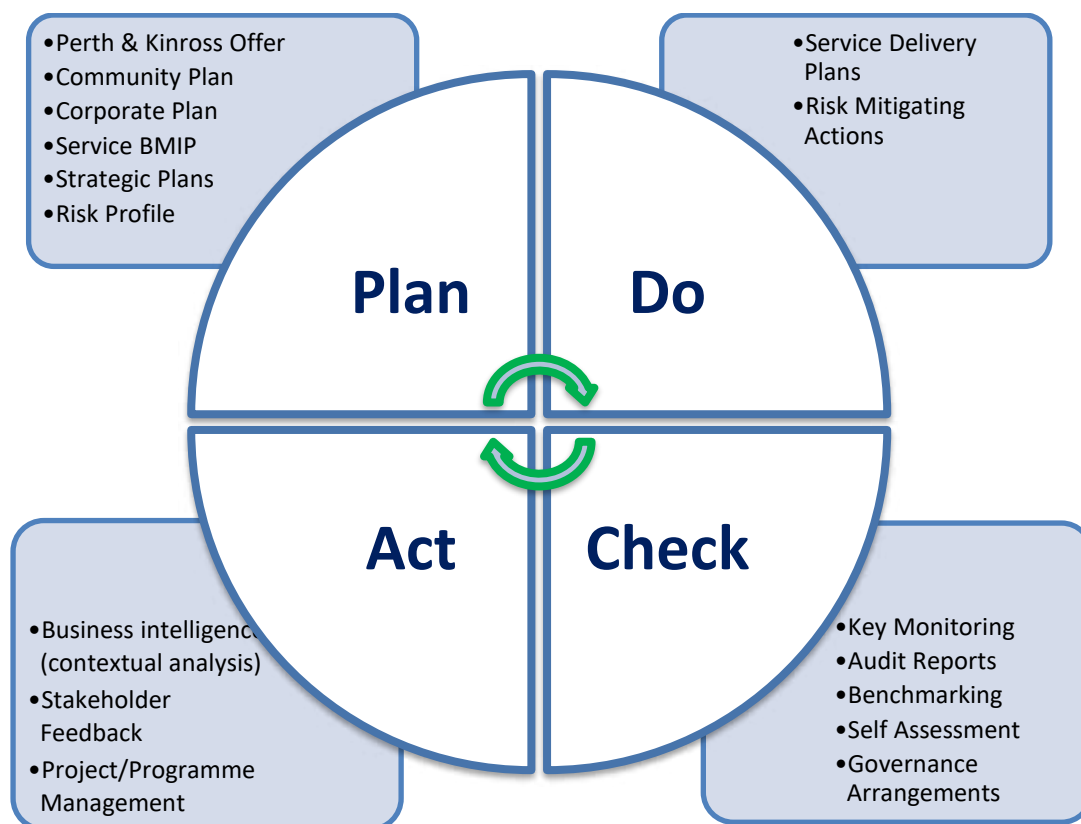 •Perth & Kinross Offer
•Community Plan
•Corporate Plan
•Service BMIP
•Strategic Plans
•Risk Profile
•Service Delivery
Plans
•Risk Mitigating
Actions
Plan
Do
Act
Check
•Business intelligence
(contextual analysis)
•Stakeholder
Feedback
•Project/Programme
Management
•Key Monitoring
•Audit Reports
•Benchmarking
•Self Assessment
•Governance
Arrangements